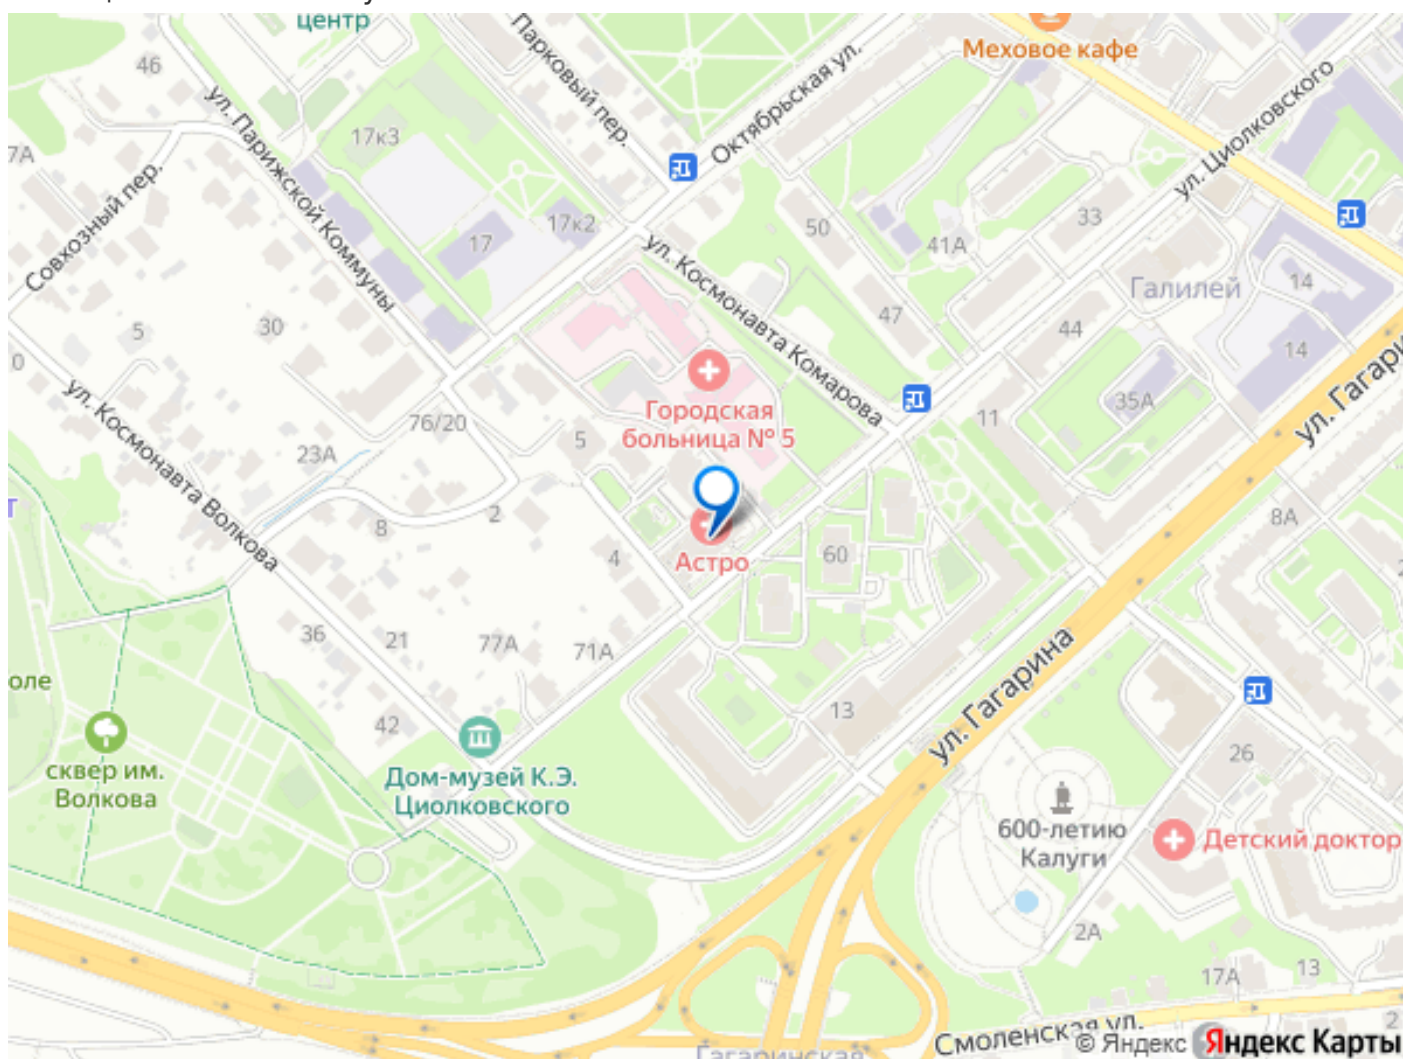 центр
Меховое кафе
46
ул. Парижской Коммуны
Парковый пер.
Октябрьская ул.
ул. Циолковского
17к3
7А
Совхозный пер.
17
17к2
50
33
41А
ул. Космонавта Комарова
Галилей
14
5
30
47
44
14
0
ул. Гагари
ул. Космонавта Волкова
76/20
Городская
больница № 5
35А
11
5
23А
т
8
2
8А
4
Астро
60
36
21
77А
71А
оле
42
13
ул. Гагарина
26
сквер им.
Волкова
Дом-музей К.Э.
Циолковского
600-летию
Калуги
Детский доктор
2А
17А
13
2
Смоленская ул.
Гагаринская
© Яндекс Яндекс Карты